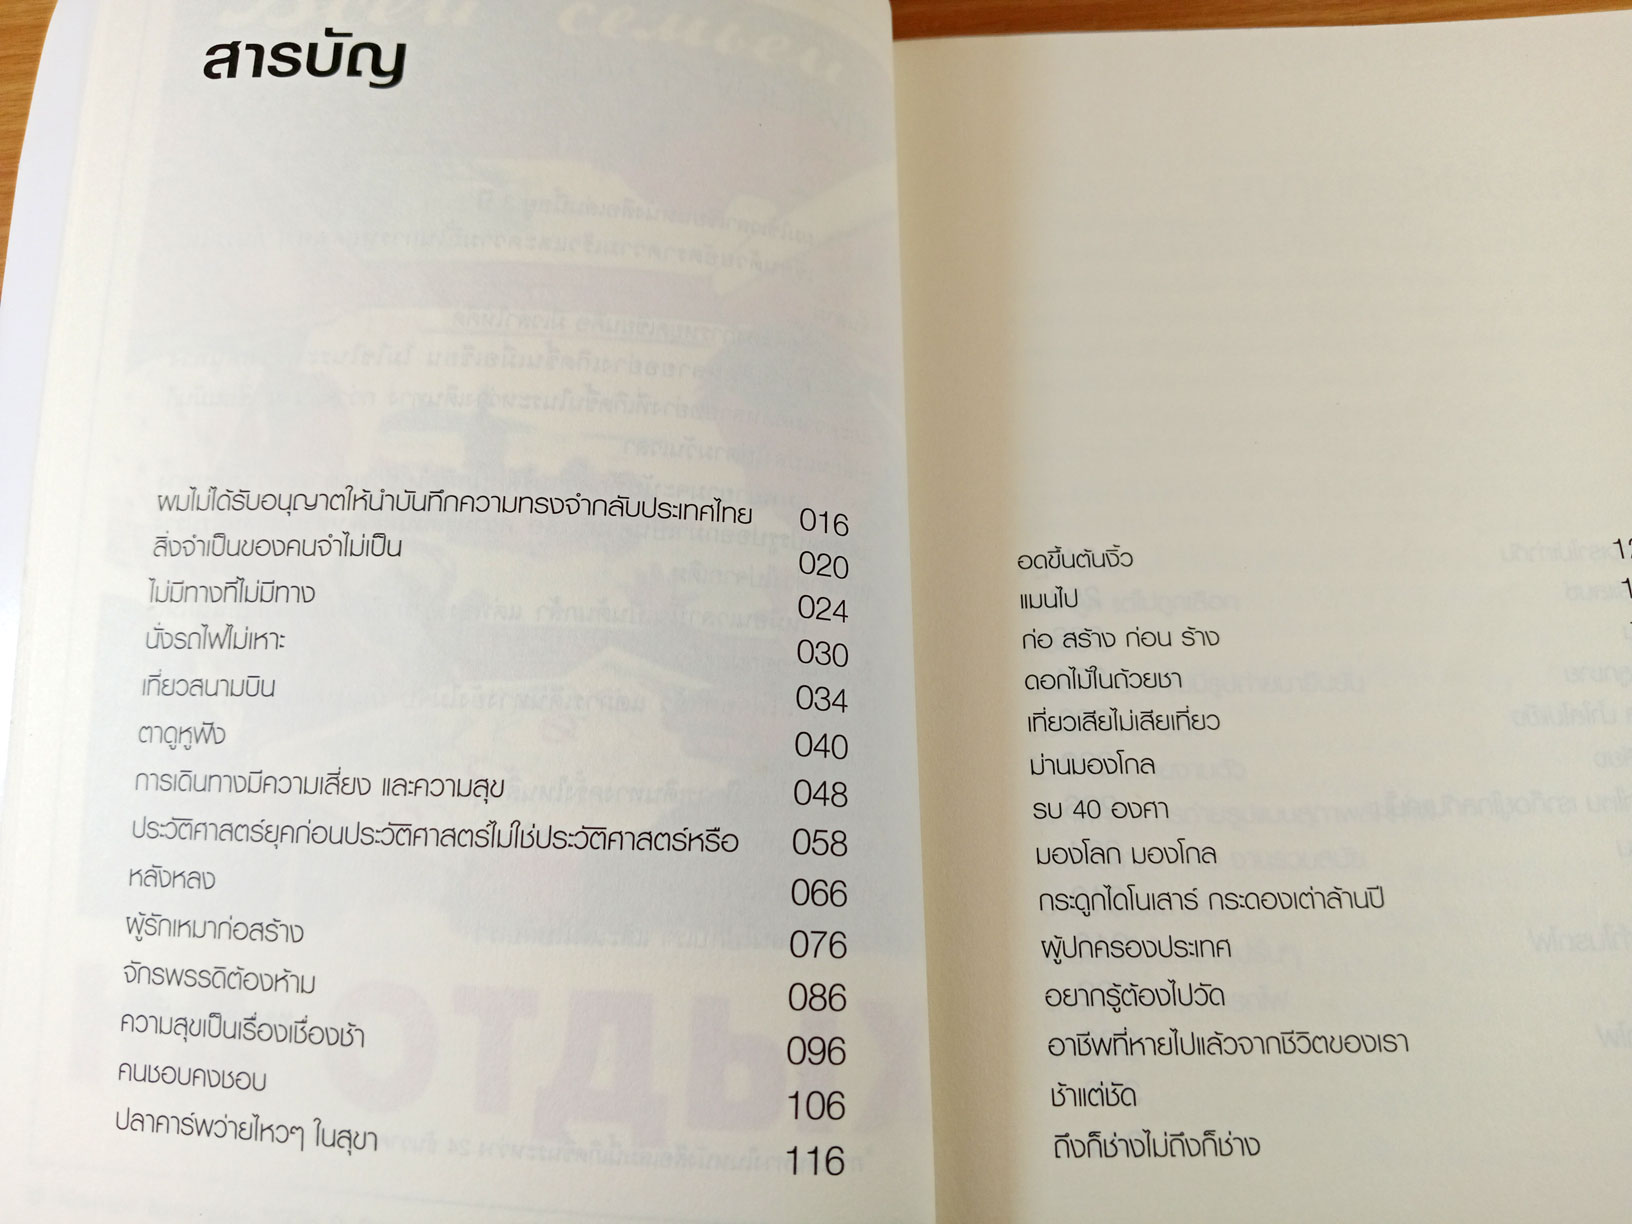 สารบัญ
ผมไม่ได้รับอนุญาตให้นำบันทึกความทรงจำกลับประเทศไทย 016
สิ่งจำเป็นของคนจำไม่เป็น 020
ไม่มีทางที่ไม่มีทาง 024
นั่งรถไฟไม่เหาะ 030
เที่ยวสนามบิน 034
ตาดูหูฟัง 040
การเดินทางมีความเสี่ยง และความสุข 048
ประวัติศาสตร์ยุคก่อนประวัติศาสตร์ไม่ใช่ประวัติศาสตร์หรือ 058
หลังหลง 066
ผู้รักเหมาก่อสร้าง 076
จักรพรรดิต้องห้าม 086
ความสุขเป็นเรื่องเชื่องช้า 096
คนชอบคงชอบ 106
ปลาคาร์พว่ายไหวๆ ในสุขา 116
อดขึ้นต้นงิ้ว
แมนไป
ก่อ สร้าง ก่อน ร้าง
ดอกไม้ในถ้วยชา
เที่ยวเสียไม่เสียเที่ยว
ม่านมองโกล
รบ 40 องศา
มองโลก มองโกล
กระดูกไดโนเสาร์ กระดองเต่าล้านปี
ผู้ปกครองประเทศ
อยากรู้ต้องไปวัด
อาชีพที่หายไปแล้วจากชีวิตของเรา
ช้าแต่ชัด
ถึงก็ช่างไม่ถึงก็ช่าง